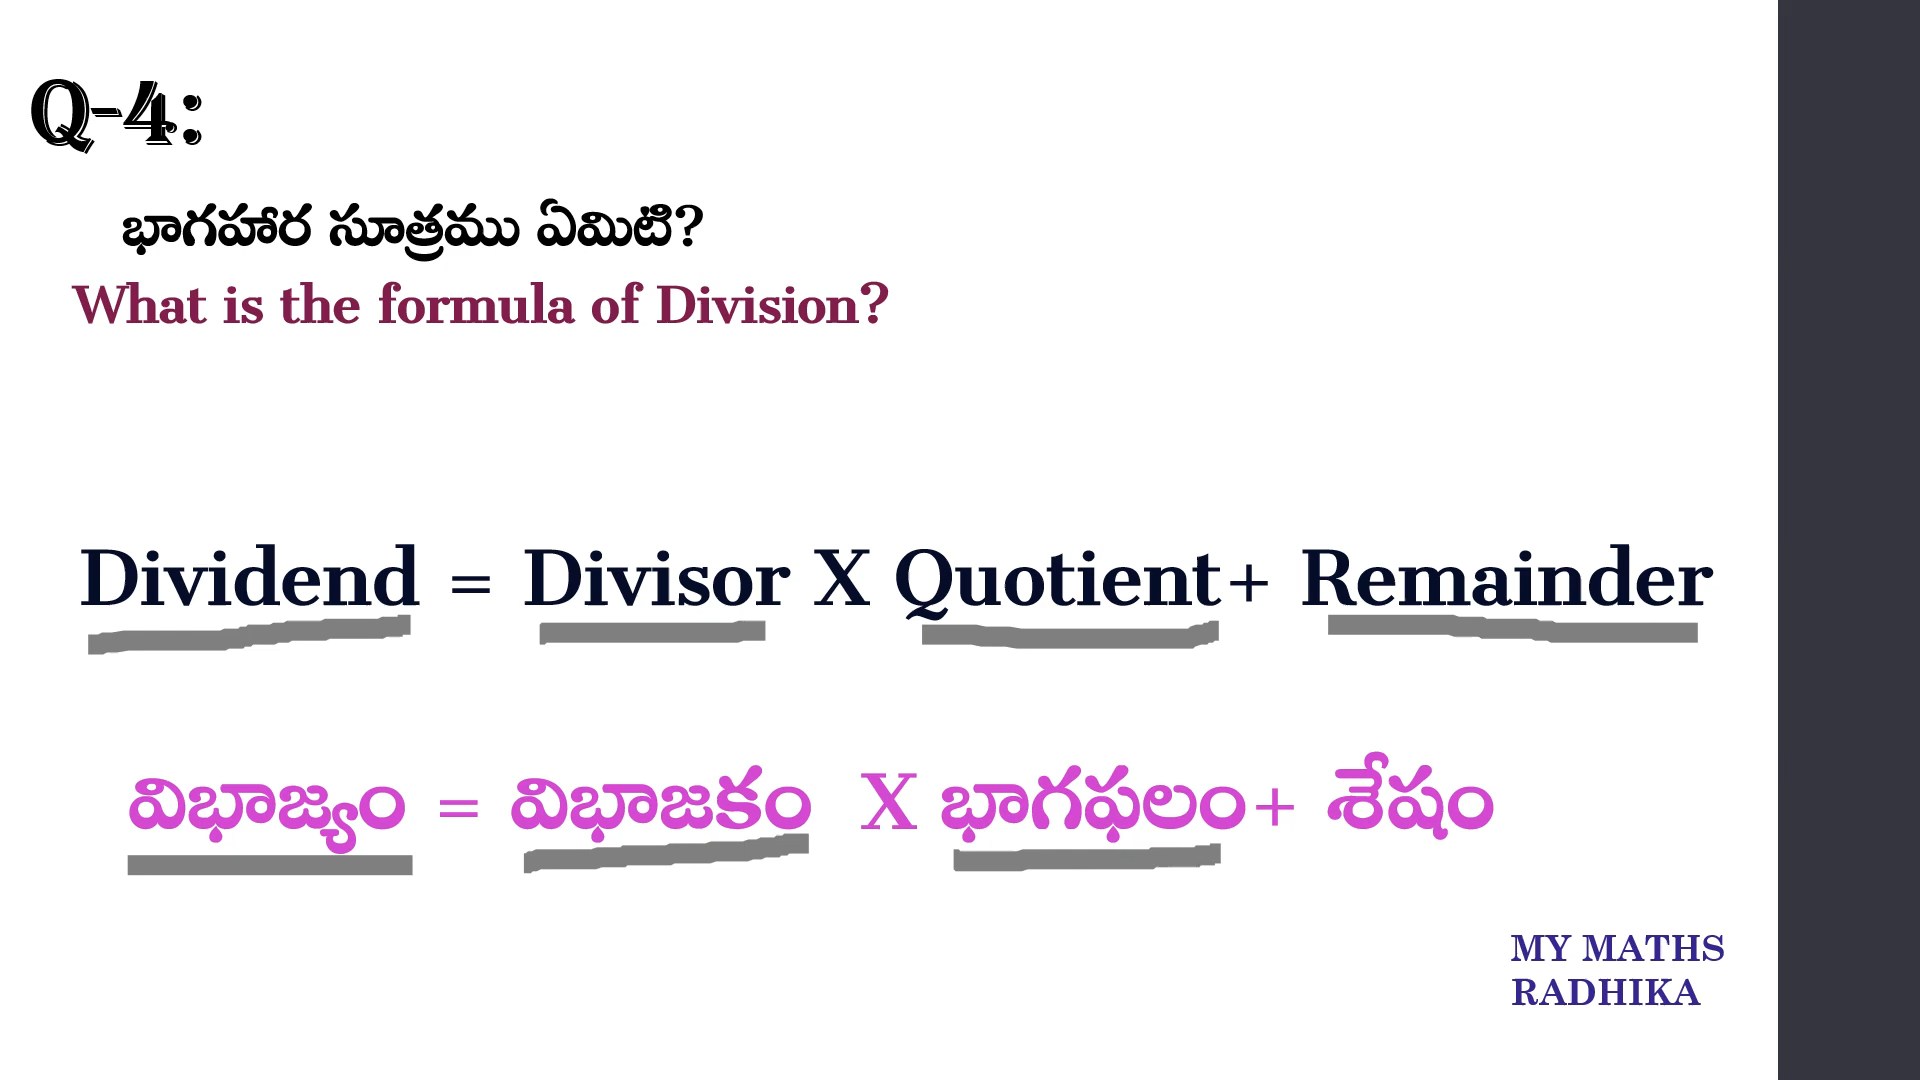 Q-4:
భాగహార సూత్రము ఏమిటి?
What is the formula of Division?
Dividend = Divisor X Quotient+ Remainder
విభాజ్యం = విభాజకం X భాగఫలం+ శేషం
MY MATHS
RADHIKA